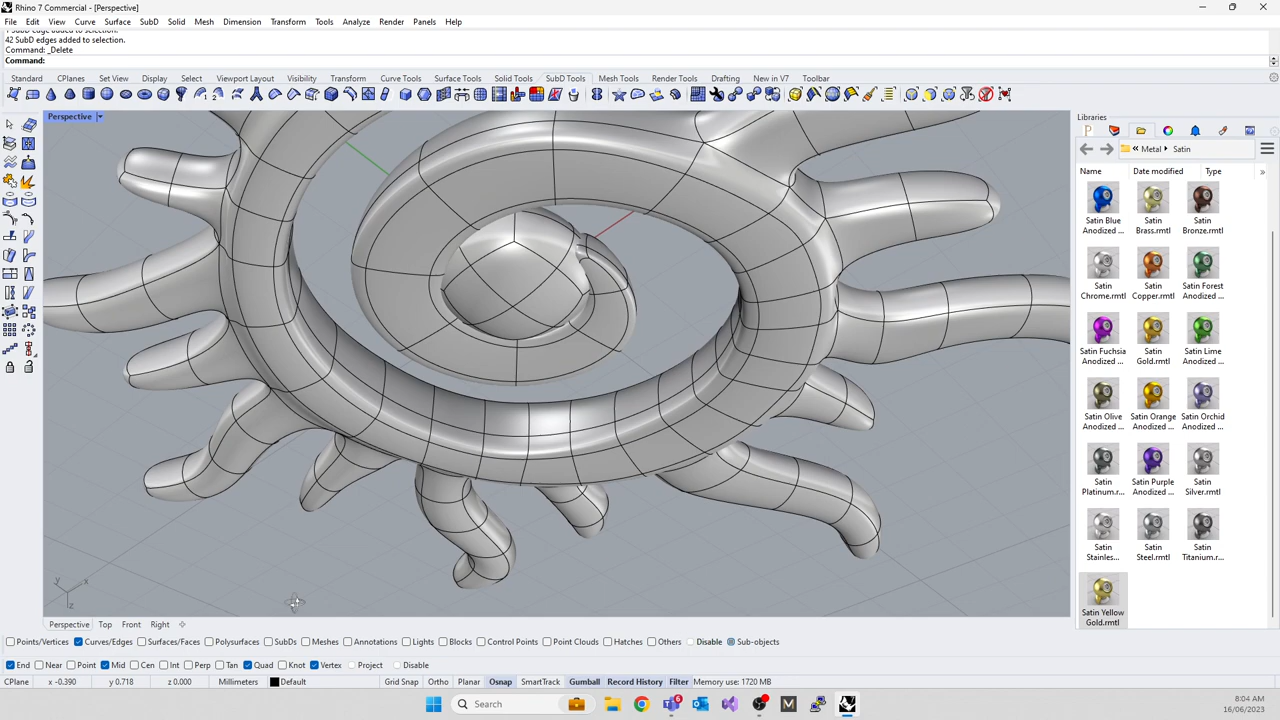 Rhino 7 Commercial - [Perspective]
File Edit View Curve Surface SubD Solid Mesh Dimension Transform Tools Analyze Render Panels Help
42 SubD edges added to selection.
Command: _Delete
Command:
Standard CPlanes Set View Display Select Viewport Layout Visibility Transform Curve Tools Surface Tools Solid Tools SubD Tools Mesh Tools Render Tools Drafting New in V7 Toolbar
Perspective
Libraries
Metal Satin
Name Date modified Type
Satin Blue Anodized ...
Satin Brass.rmtl
Satin Bronze.rmtl
Satin Chrome.rmtl
Satin Copper.rmtl
Satin Forest Anodized ...
Satin Fuchsia Anodized ...
Satin Gold.rmtl
Satin Lime Anodized ...
Satin Olive Anodized ...
Satin Orange Anodized ...
Satin Orchid Anodized ...
Satin Platinum.r...
Satin Purple Anodized ...
Satin Silver.rmtl
Satin Stainles...
Satin Steel.rmtl
Satin Titanium.r...
Satin Yellow Gold.rmtl
y x z
Perspective Top Front Right
Points/Vertices Curves/Edges Surfaces/Faces Polysurfaces SubDs Meshes Annotations Lights Blocks Control Points Point Clouds Hatches Others Disable Sub-objects
End Near Point Mid Cen Int Perp Tan Quad Knot Vertex Project Disable
CPlane x -0.390 y 0.718 z 0.000 Millimeters Default Grid Snap Ortho Planar Osnap SmartTrack Gumball Record History Filter Memory use: 1720 MB
Search
8:04 AM
16/06/2023